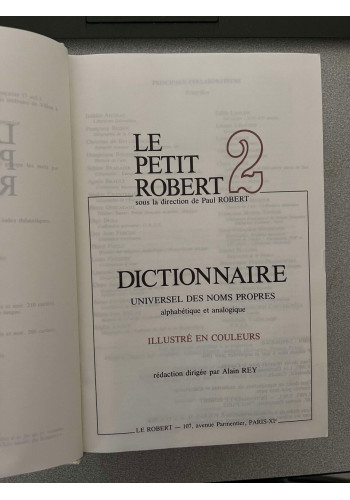 LE
PETIT
ROBERT 2
sous la direction de Paul ROBERT
DICTIONNAIRE
UNIVERSEL DES NOMS PROPRES
alphabétique et analogique
ILLUSTRÉ EN COULEURS
rédaction dirigée par Alain REY
LE ROBERT — 107, avenue Parmentier, PARIS-XIe